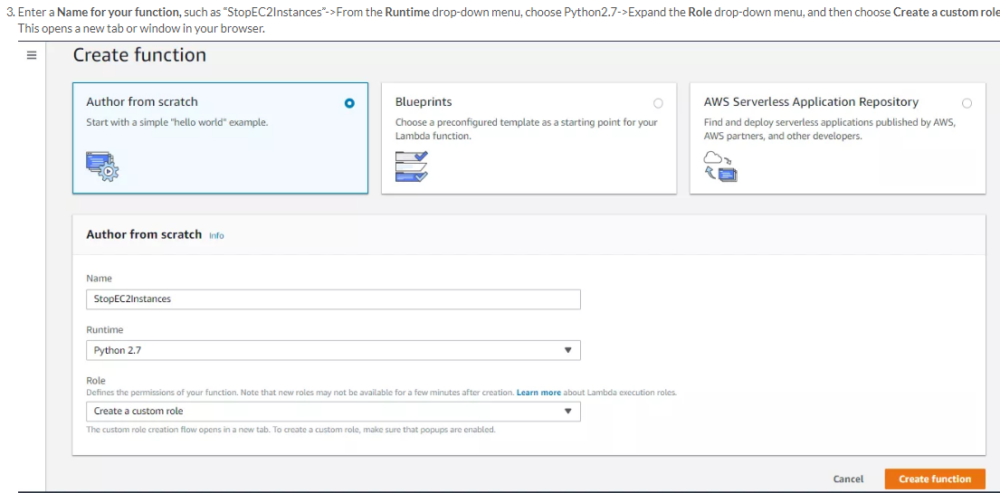 3. Enter a Name for your function, such as "StopEC2Instances"->From the Runtime drop-down menu, choose Python2.7->Expand the Role drop-down menu, and then choose Create a custom role
This opens a new tab or window in your browser.
Create function
Author from scratch
Start with a simple "hello world" example.
Blueprints
Choose a preconfigured template as a starting point for your
Lambda function.
AWS Serverless Application Repository
Find and deploy serverless applications published by AWS,
AWS partners, and other developers.
Author from scratch Info
Name
StopEC2Instances
Runtime
Python 2.7
Role
Defines the permissions of your function. Note that new roles may not be available for a few minutes after creation. Learn more about Lambda execution roles.
Create a custom role
The custom role creation flow opens in a new tab. To create a custom role, make sure that popups are enabled.
Cancel
Create function